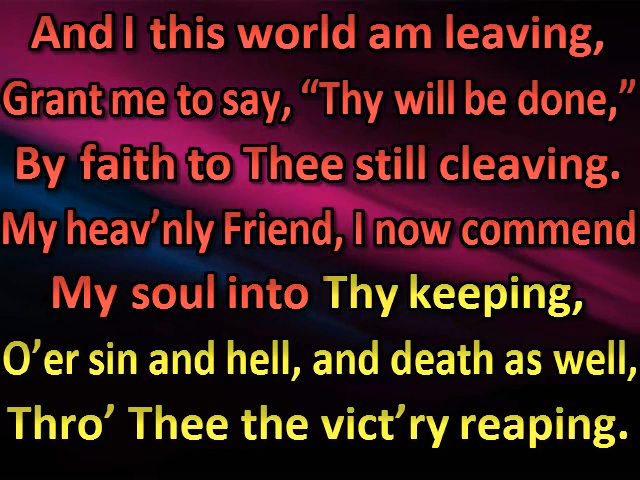 And I this world am leaving,
Grant me to say, “Thy will be done,”
By faith to Thee still cleaving.
My heav’nly Friend, I now commend
My soul into Thy keeping,
O’er sin and hell, and death as well,
Thro’ Thee the vict’ry reaping.